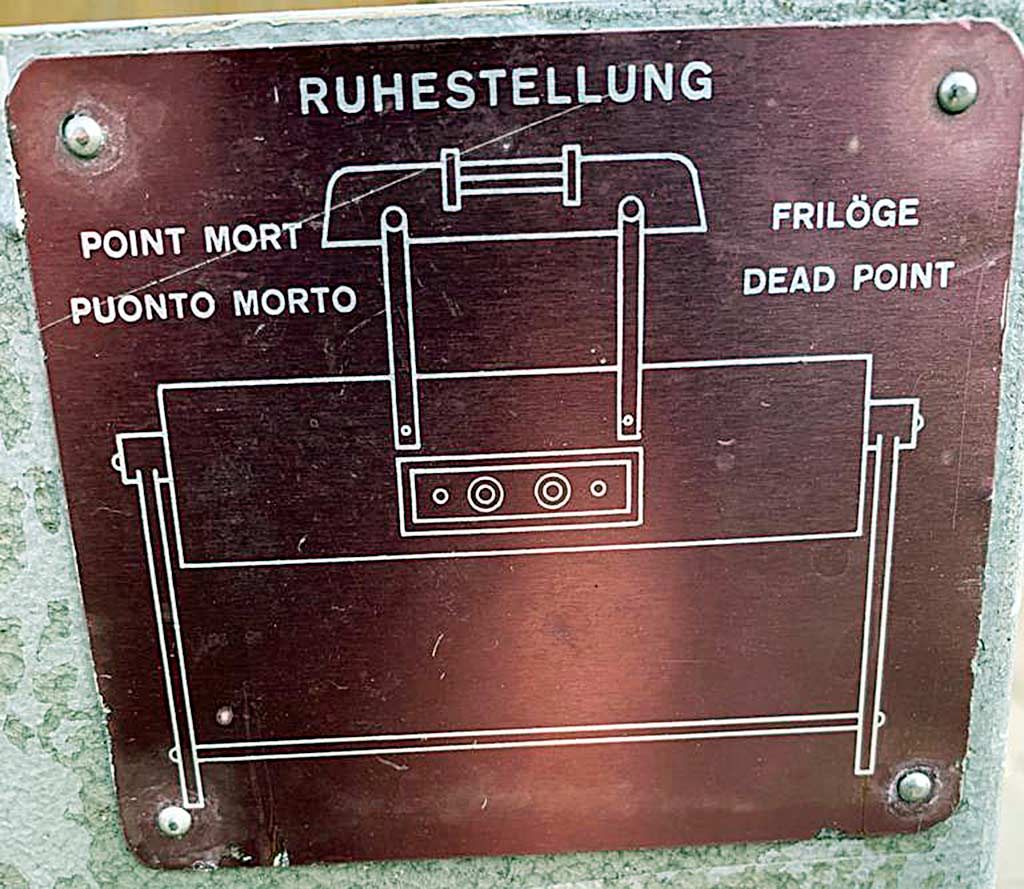 RUHESTELLUNG
POINT MORT
PUONTO MORTO
FRILÖGE
DEAD POINT